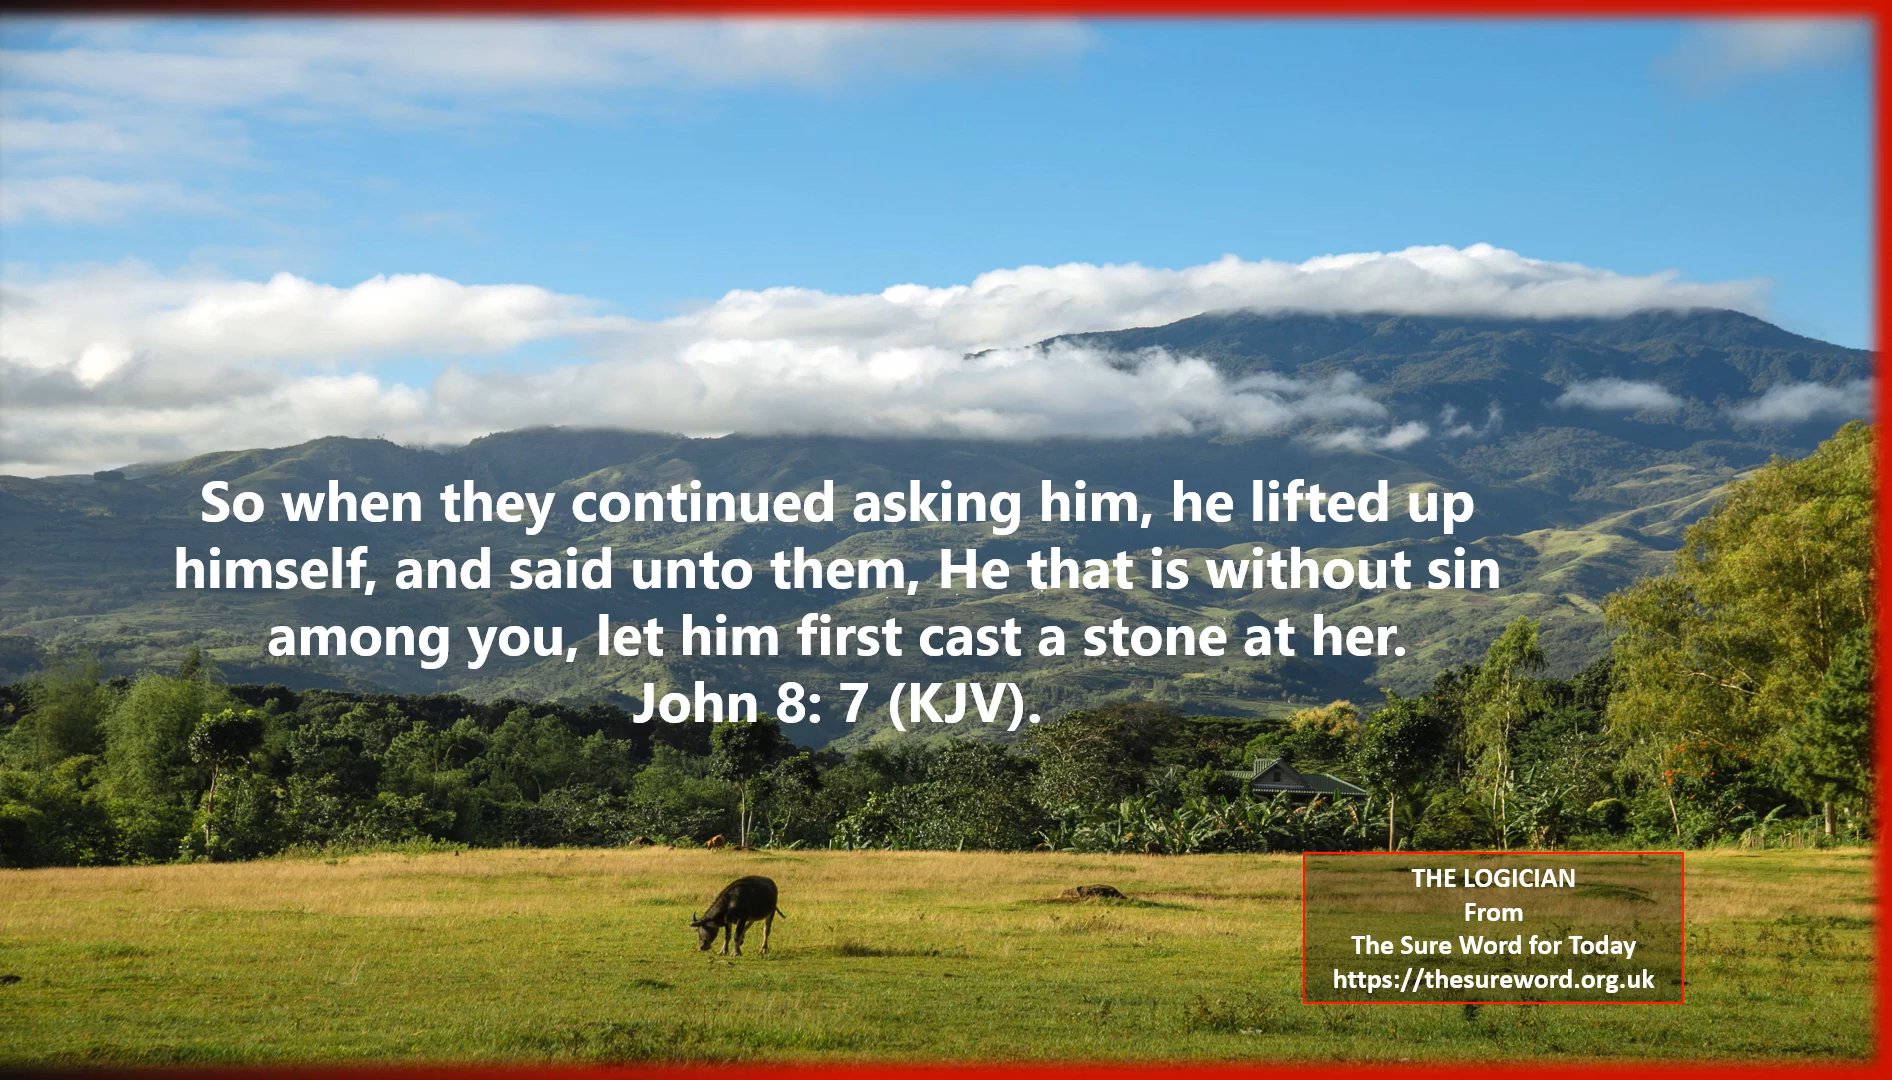 So when they continued asking him, he lifted up
himself, and said unto them, He that is without sin
among you, let him first cast a stone at her.
John 8: 7 (KJV).
THE LOGICIAN
From
The Sure Word for Today
https://thesureword.org.uk